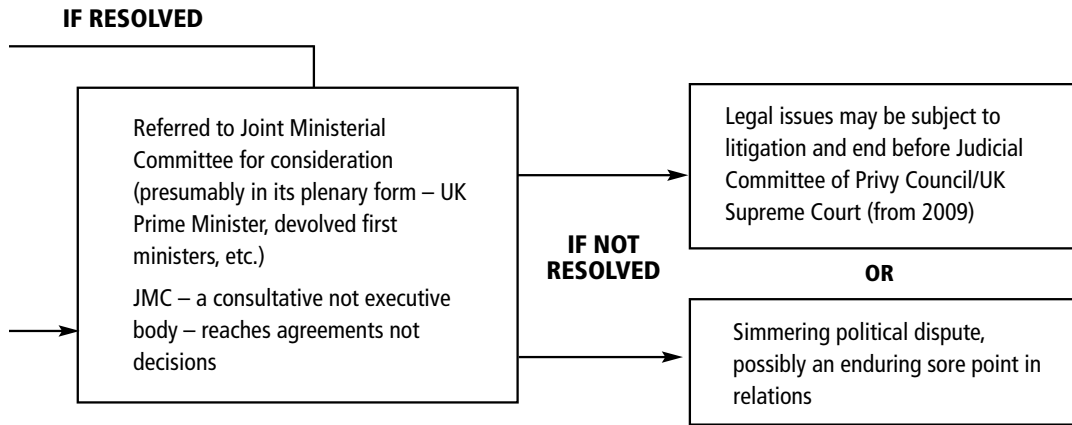 IF RESOLVED
Referred to Joint Ministerial
Committee for consideration
(presumably in its plenary form – UK
Prime Minister, devolved first
ministers, etc.)
JMC – a consultative not executive
body – reaches agreements not
decisions
IF NOT
RESOLVED
Legal issues may be subject to
litigation and end before Judicial
Committee of Privy Council/UK
Supreme Court (from 2009)
OR
Simmering political dispute,
possibly an enduring sore point in
relations